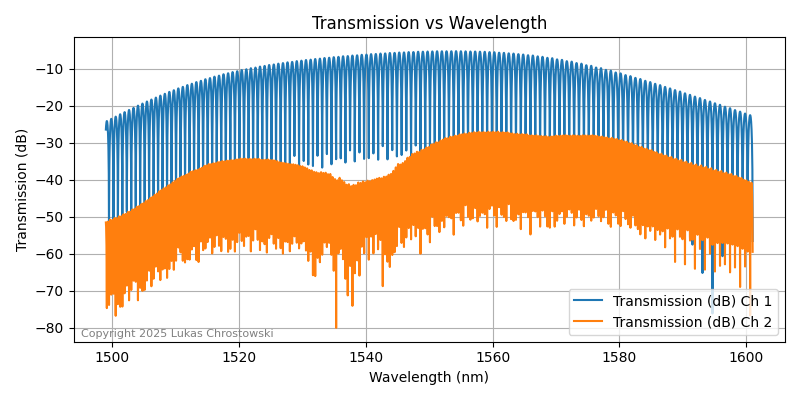 Transmission vs Wavelength
Transmission (dB)
−10
−20
−30
−40
−50
−60
−70
−80
Copyright 2025 Lukas Chrostowski
Transmission (dB) Ch 1
Transmission (dB) Ch 2
1500 1520 1540 1560 1580 1600
Wavelength (nm)